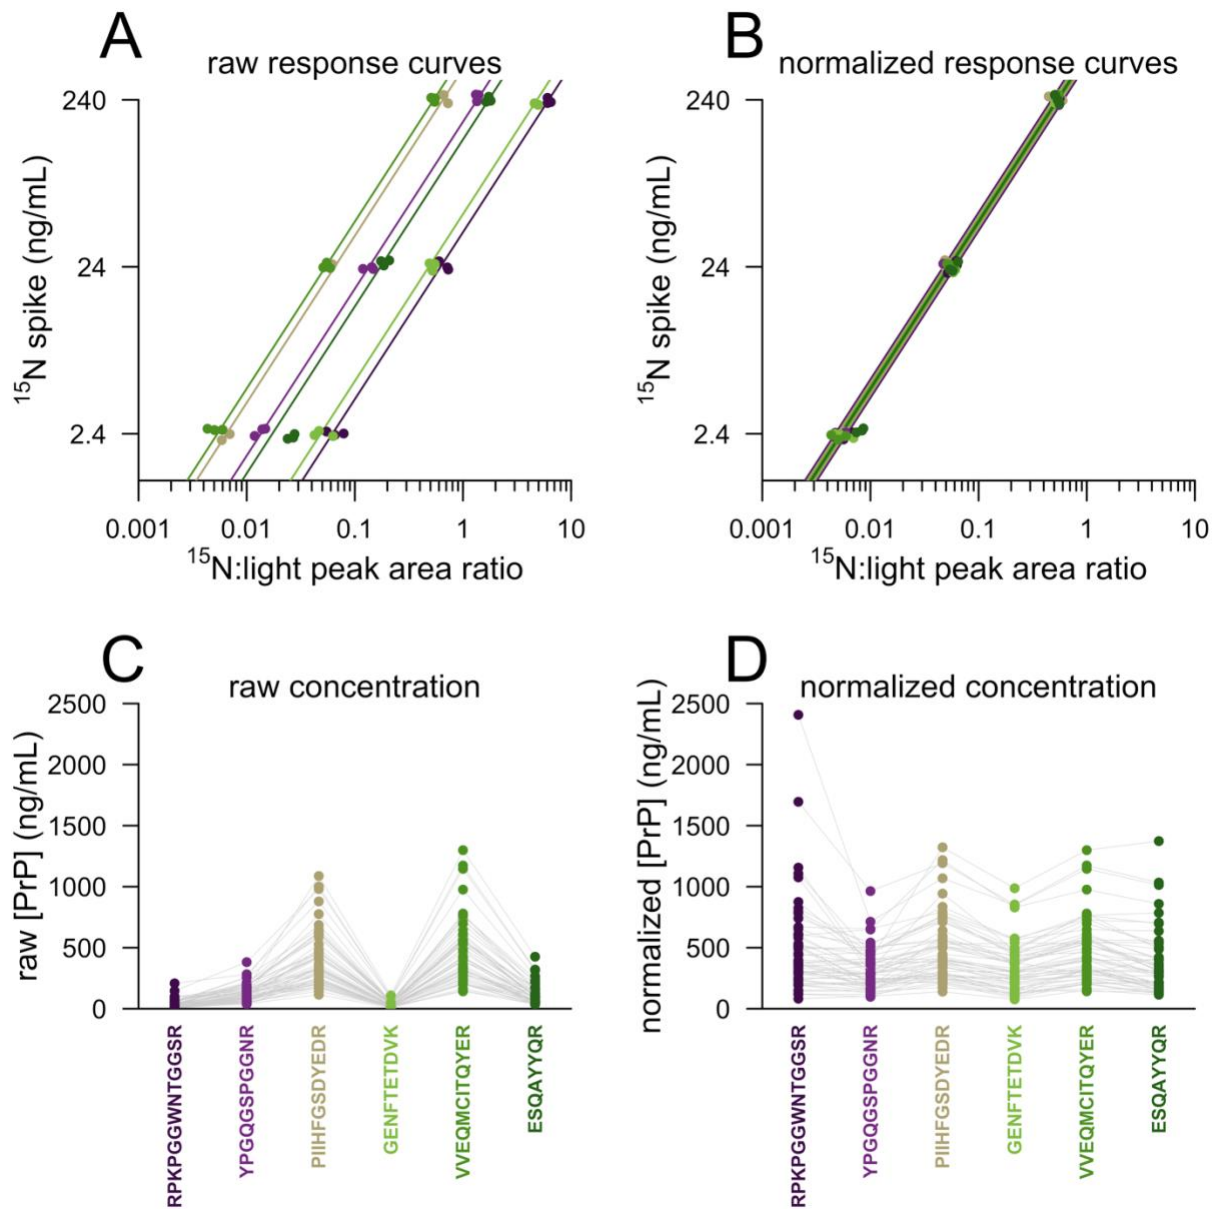 A
raw response curves
240
24
2.4
15N spike (ng/mL)
0.001 0.01 0.1 1 10
15N:light peak area ratio
B
normalized response curves
240
24
2.4
15N spike (ng/mL)
0.001 0.01 0.1 1 10
15N:light peak area ratio
C
raw concentration
2500
2000
1500
1000
500
0
raw [PrP] (ng/mL)
RPKPGGWNTGGSR
YPGQGSPGGNR
PIIHFGSDYEDR
GENFTETDVK
VVEQMCITQYER
ESQAYYQR
D
normalized concentration
2500
2000
1500
1000
500
0
normalized [PrP] (ng/mL)
RPKPGGWNTGGSR
YPGQGSPGGNR
PIIHFGSDYEDR
GENFTETDVK
VVEQMCITQYER
ESQAYYQR